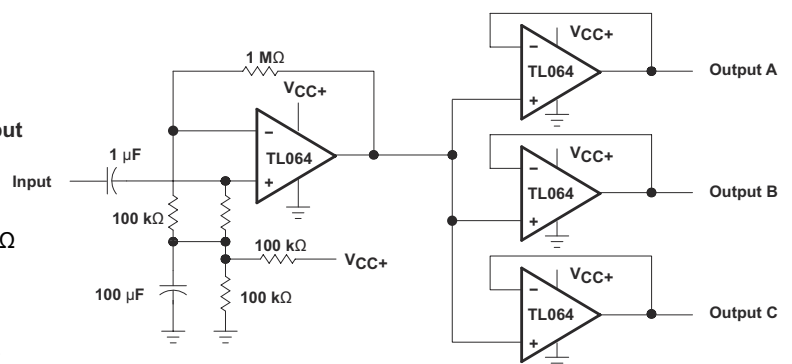 1 MΩ
VCC+
TL064
−
+
put
1 µF
Input
100 kΩ
Ω
100 kΩ
VCC+
100 µF
100 kΩ
VCC+
−
TL064
+
Output A
VCC+
−
TL064
+
Output B
VCC+
−
TL064
+
Output C